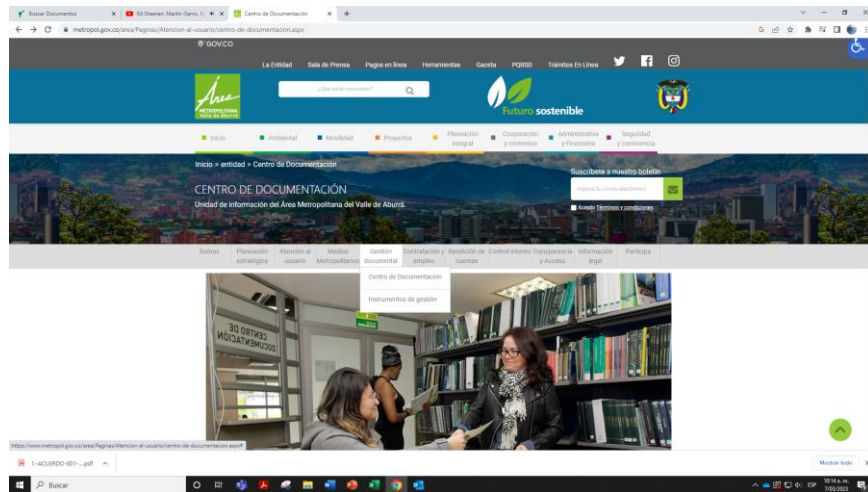 Buscar Documentos
Ed Sheeran, Martin Garrix,
Centro de Documentación
metropol.gov.co/area/Paginas/Atencion-al-usuario/centro-de-documentacion.aspx
GOV.CO
La Entidad Sala de Prensa Pagos en línea Herramientas Gaceta PQRSD Trámites En Línea
Área
METROPOLITANA
Valle de Aburrá
¿Qué estás buscando?
Futuro sostenible
Inicio Ambiental Movilidad Proyectos Planeación integral Cooperación y convenios Administrativa y Financiera Seguridad y convivencia
Inicio > entidad > Centro de Documentación
CENTRO DE DOCUMENTACIÓN
Unidad de información del Área Metropolitana del Valle de Aburrá.
Suscríbete a nuestro boletín
Ingresa tu correo electrónico
Acepto Términos y condiciones
Somos Planeación estratégica Atención al usuario Medios Metropolitanos Gestión documental Contratación y empleo Rendición de cuentas Control interno Transparencia y Acceso Información legal Participa
Centro de Documentación
Instrumentos de gestión
CENTRO DE
DOCUMENTACIÓN
https://www.metropol.gov.co/area/Paginas/Atencion-al-usuario/centro-de-documentacion.aspx#
1.-ACUERDO-001-....pdf
Mostrar todo
Buscar
ESP
10:14 a. m.
7/03/2023